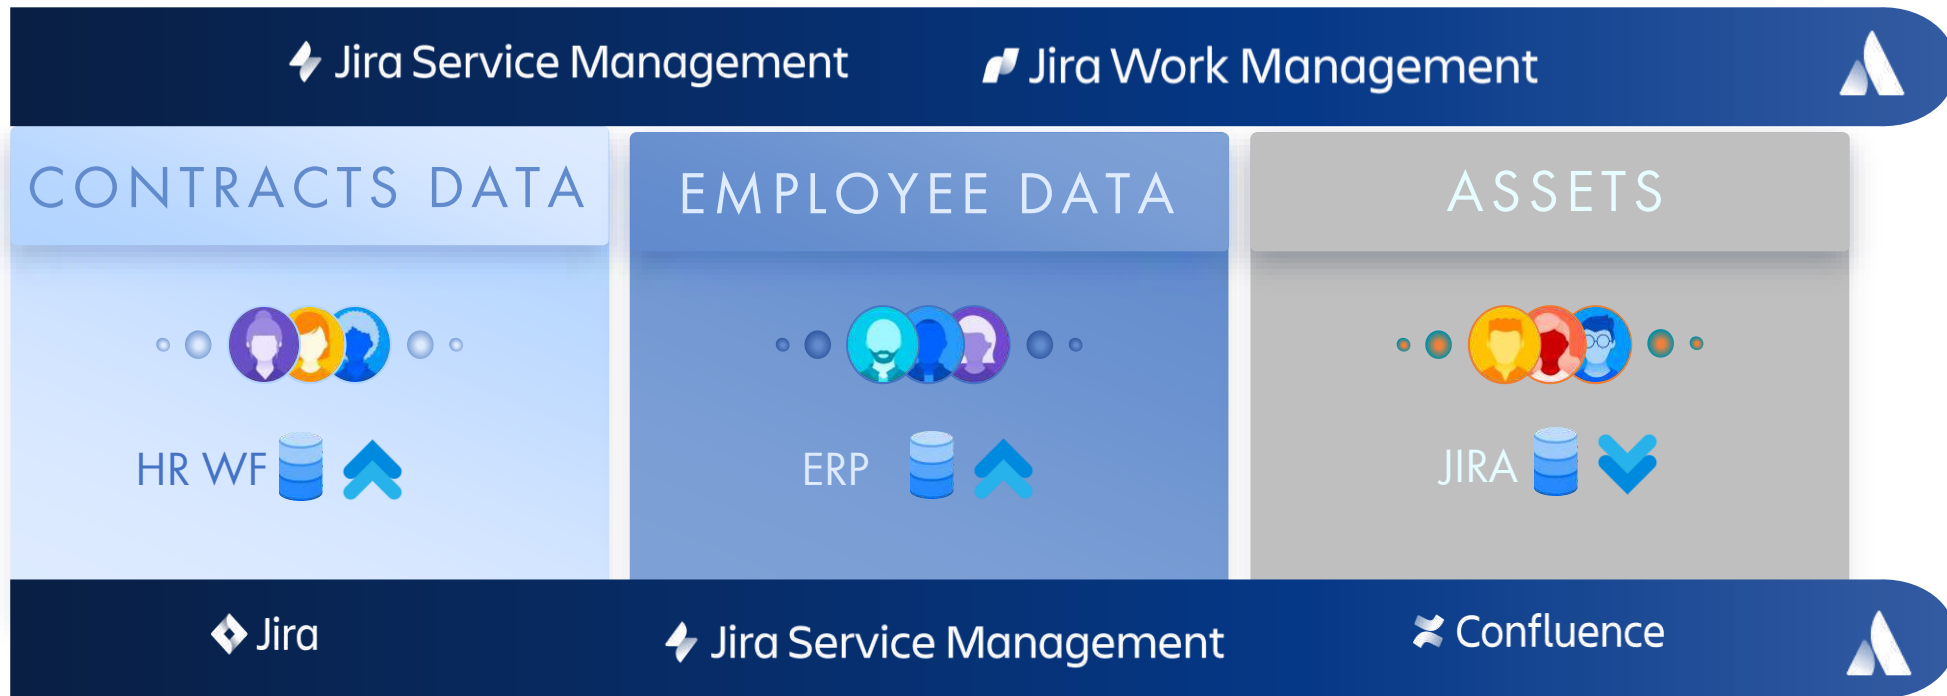 Jira Service Management
Jira Work Management
CONTRACTS DATA
EMPLOYEE DATA
ASSETS
HR WF
ERP
JIRA
Jira
Jira Service Management
Confluence